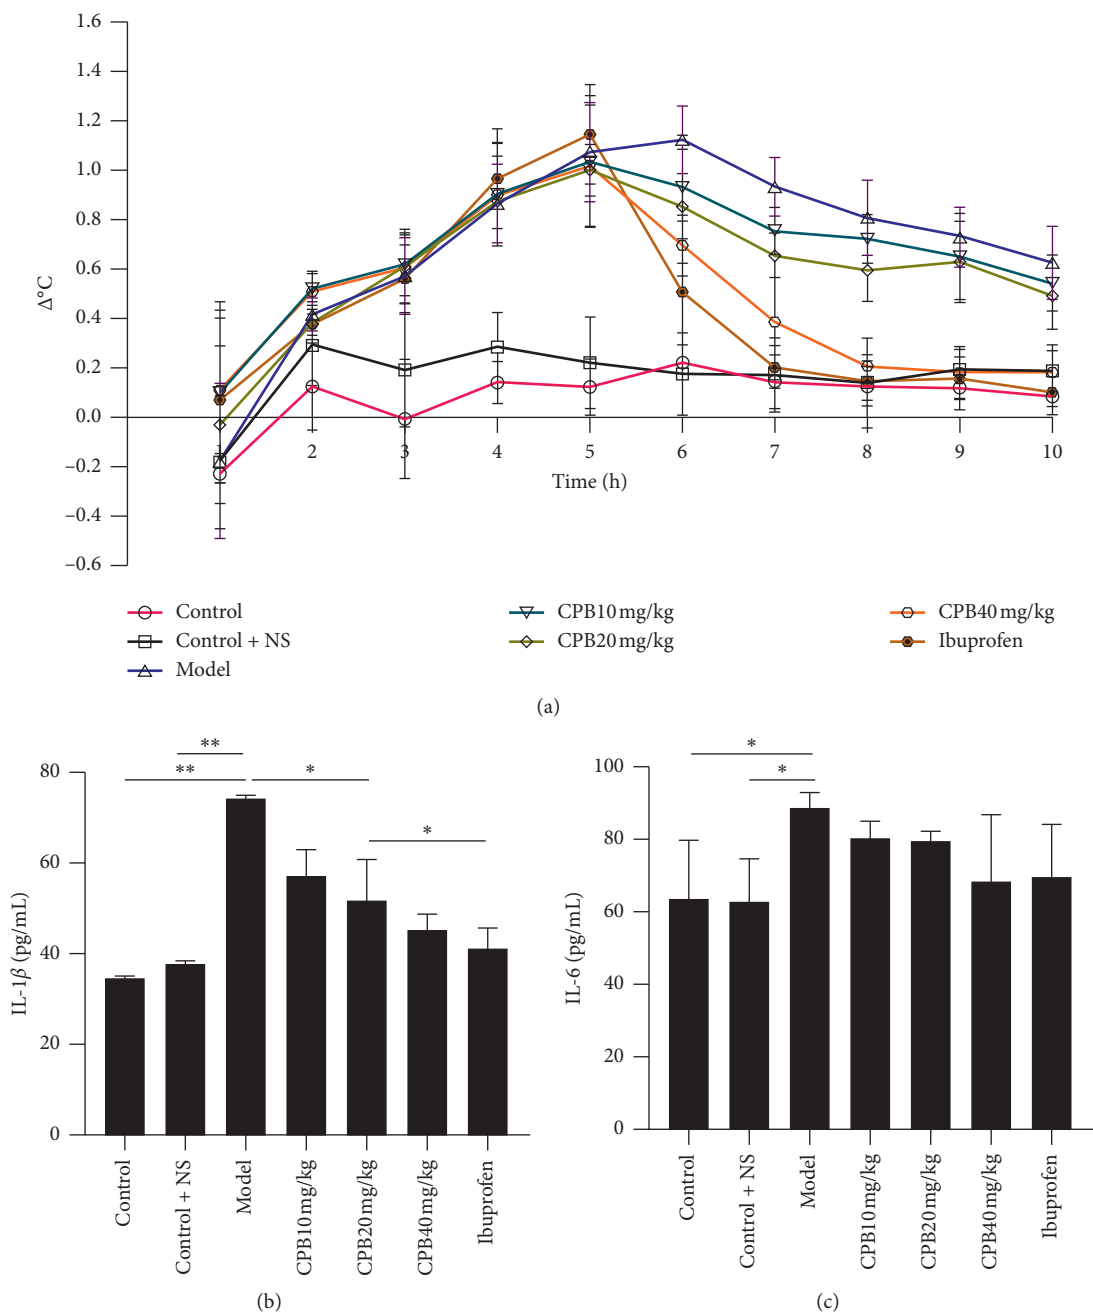 1.6
1.4
1.2
1.0
0.8
0.6
0.4
0.2
0.0
–0.2
–0.4
–0.6
Δ°C
1 2 3 4 5 6 7 8 9 10
Time (h)
Control
Control + NS
Model
CPB10 mg/kg
CPB20 mg/kg
CPB40 mg/kg
Ibuprofen
(a)
**
**
*
*
80
60
40
20
0
IL-1β (pg/mL)
Control
Control + NS
Model
CPB10 mg/kg
CPB20 mg/kg
CPB40 mg/kg
Ibuprofen
(b)
*
*
100
80
60
40
20
0
IL-6 (pg/mL)
Control
Control + NS
Model
CPB10 mg/kg
CPB20 mg/kg
CPB40 mg/kg
Ibuprofen
(c)